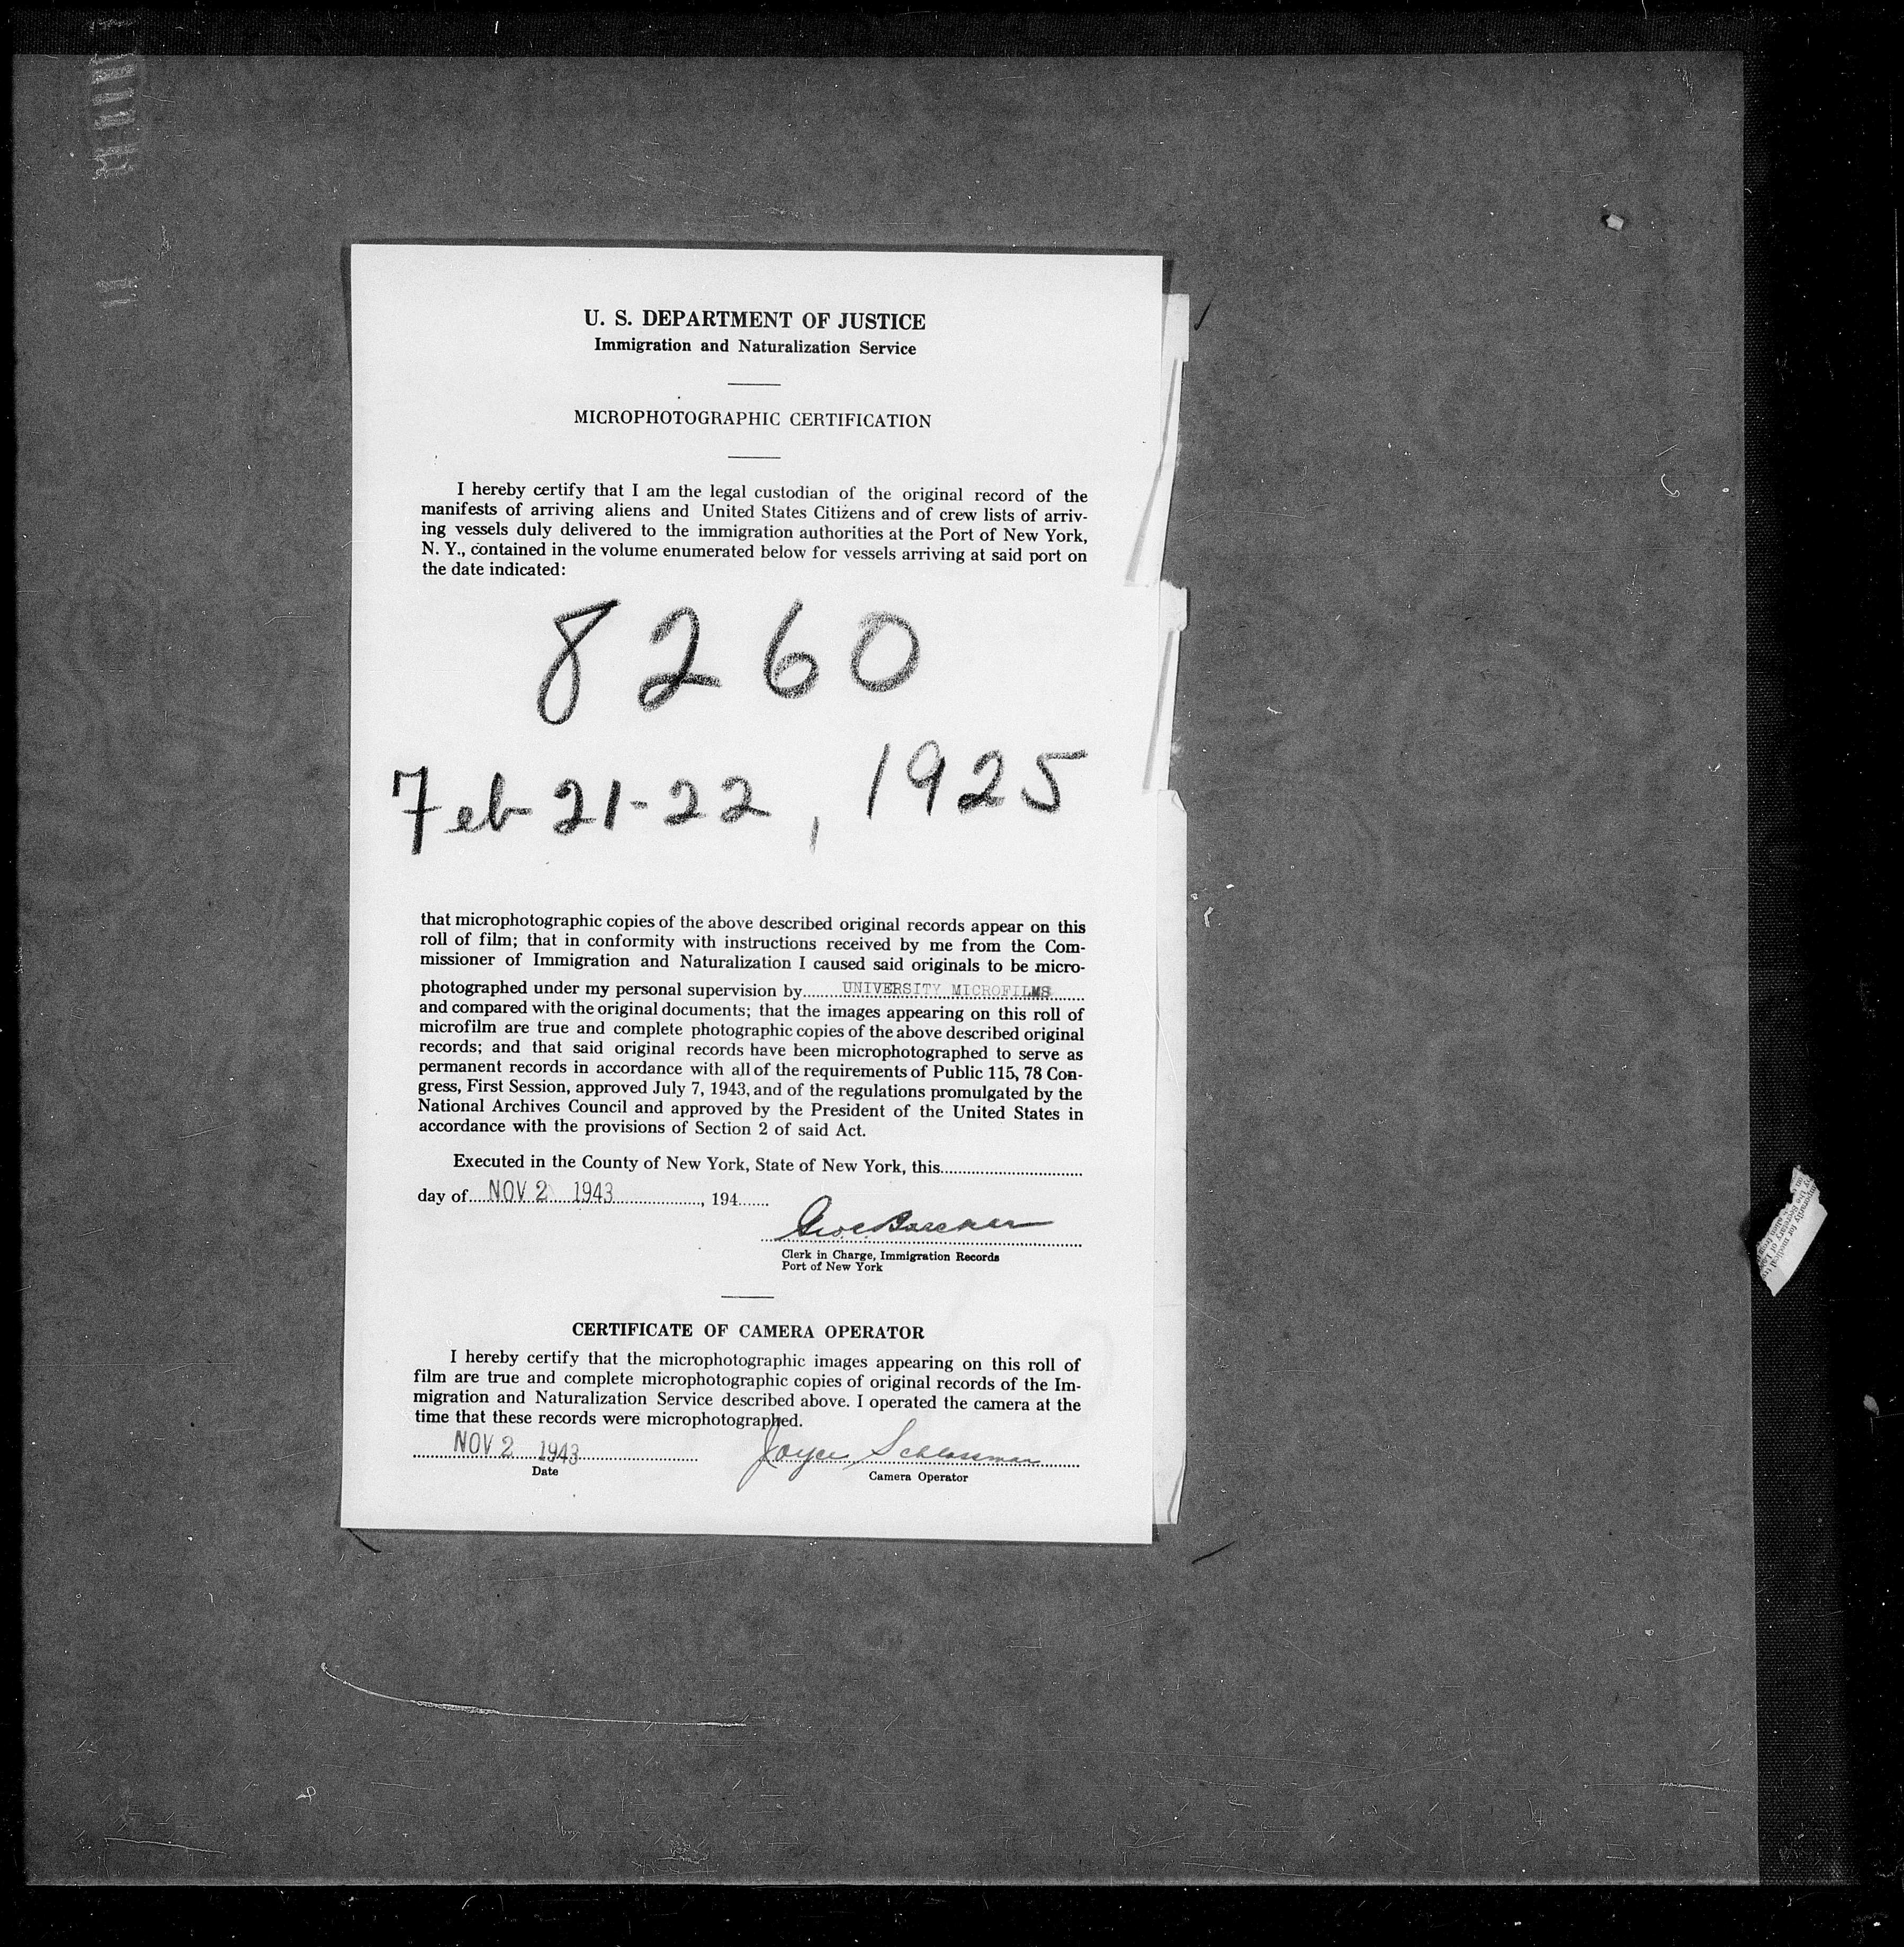 U. S. DEPARTMENT OF JUSTICE
Immigration and Naturalization Service
MICROPHOTOGRAPHIC CERTIFICATION
I hereby certify that I am the legal custodian of the original record of the
manifests of arriving aliens and United States Citizens and of crew lists of arriv-
ing vessels duly delivered to the immigration authorities at the Port of New York,
N. Y., contained in the volume enumerated below for vessels arriving at said port on
the date indicated:
8260
Feb 21-22, 1925
that microphotographic copies of the above described original records appear on this
roll of film; that in conformity with instructions received by me from the Com-
missioner of Immigration and Naturalization I caused said originals to be micro-
photographed under my personal supervision by UNIVERSITY MICROFILMS
and compared with the original documents; that the images appearing on this roll of
microfilm are true and complete photographic copies of the above described original
records; and that said original records have been microphotographed to serve as
permanent records in accordance with all of the requirements of Public 115, 78 Con-
gress, First Session, approved July 7, 1943, and of the regulations promulgated by the
National Archives Council and approved by the President of the United States in
accordance with the provisions of Section 2 of said Act.
Executed in the County of New York, State of New York, this
day of NOV 2 1943, 194
Clerk in Charge, Immigration Records
Port of New York
CERTIFICATE OF CAMERA OPERATOR
I hereby certify that the microphotographic images appearing on this roll of
film are true and complete microphotographic copies of original records of the Im-
migration and Naturalization Service described above. I operated the camera at the
time that these records were microphotographed.
NOV 2 1943 Joyce Schlossman
Date Camera Operator